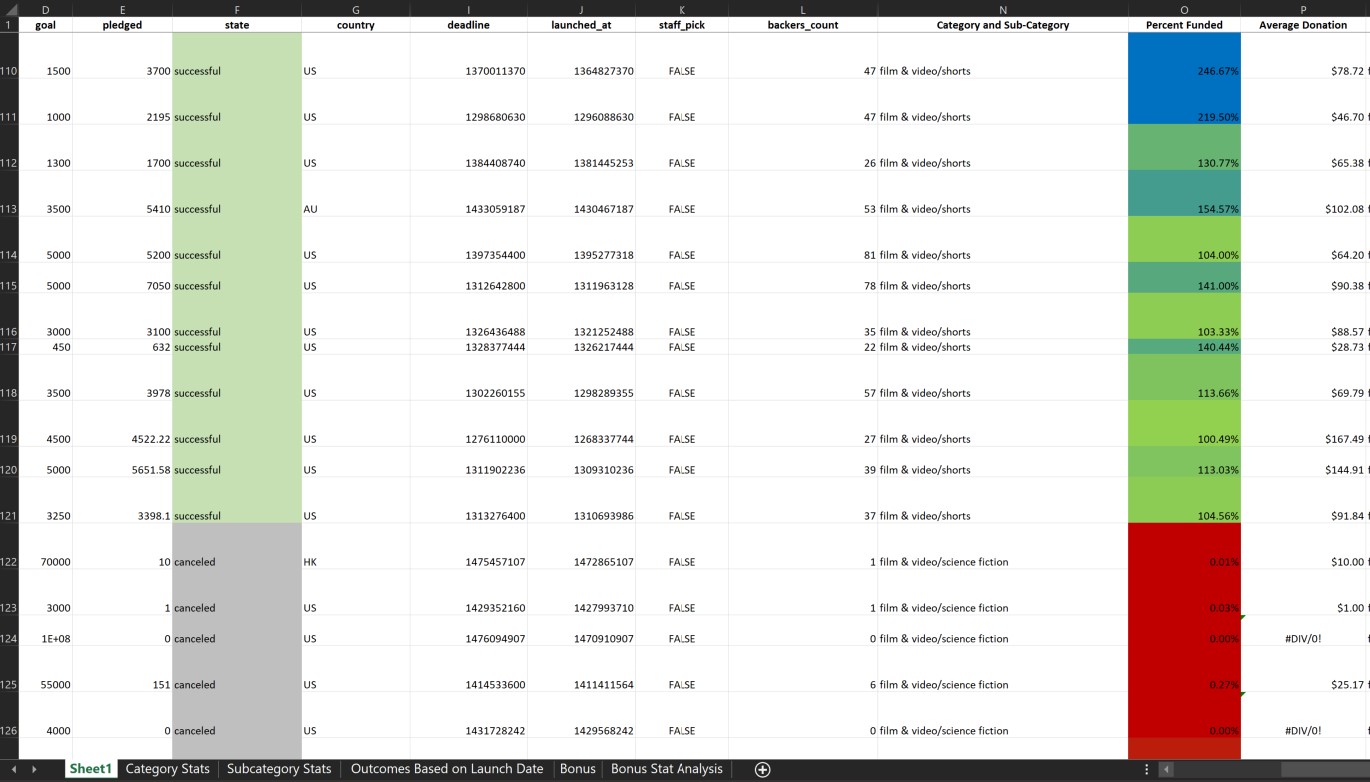 D E F G I J K L N O P
1 goal pledged state country deadline launched_at staff_pick backers_count Category and Sub-Category Percent Funded Average Donation
110 1500 3700 successful US 1370011370 1364827370 FALSE 47 film & video/shorts 246.67% $78.72 f
111 1000 2195 successful US 1298680630 1296088630 FALSE 47 film & video/shorts 219.50% $46.70 f
112 1300 1700 successful US 1384408740 1381445253 FALSE 26 film & video/shorts 130.77% $65.38 f
113 3500 5410 successful AU 1433059187 1430467187 FALSE 53 film & video/shorts 154.57% $102.08 f
114 5000 5200 successful US 1397354400 1395277318 FALSE 81 film & video/shorts 104.00% $64.20 f
115 5000 7050 successful US 1312642800 1311963128 FALSE 78 film & video/shorts 141.00% $90.38 f
116 3000 3100 successful US 1326436488 1321252488 FALSE 35 film & video/shorts 103.33% $88.57 f
117 450 632 successful US 1328377444 1326217444 FALSE 22 film & video/shorts 140.44% $28.73 f
118 3500 3978 successful US 1302260155 1298289355 FALSE 57 film & video/shorts 113.66% $69.79 f
119 4500 4522.22 successful US 1276110000 1268337744 FALSE 27 film & video/shorts 100.49% $167.49 f
120 5000 5651.58 successful US 1311902236 1309310236 FALSE 39 film & video/shorts 113.03% $144.91 f
121 3250 3398.1 successful US 1313276400 1310693986 FALSE 37 film & video/shorts 104.56% $91.84 f
122 70000 10 canceled HK 1475457107 1472865107 FALSE 1 film & video/science fiction 0.01% $10.00 f
123 3000 1 canceled US 1429352160 1427993710 FALSE 1 film & video/science fiction 0.03% $1.00 f
124 1E+08 0 canceled US 1476094907 1470910907 FALSE 0 film & video/science fiction 0.00% #DIV/0! f
125 55000 151 canceled US 1414533600 1411411564 FALSE 6 film & video/science fiction 0.27% $25.17 f
126 4000 0 canceled US 1431728242 1429568242 FALSE 0 film & video/science fiction 0.00% #DIV/0! f
Sheet1 Category Stats Subcategory Stats Outcomes Based on Launch Date Bonus Bonus Stat Analysis